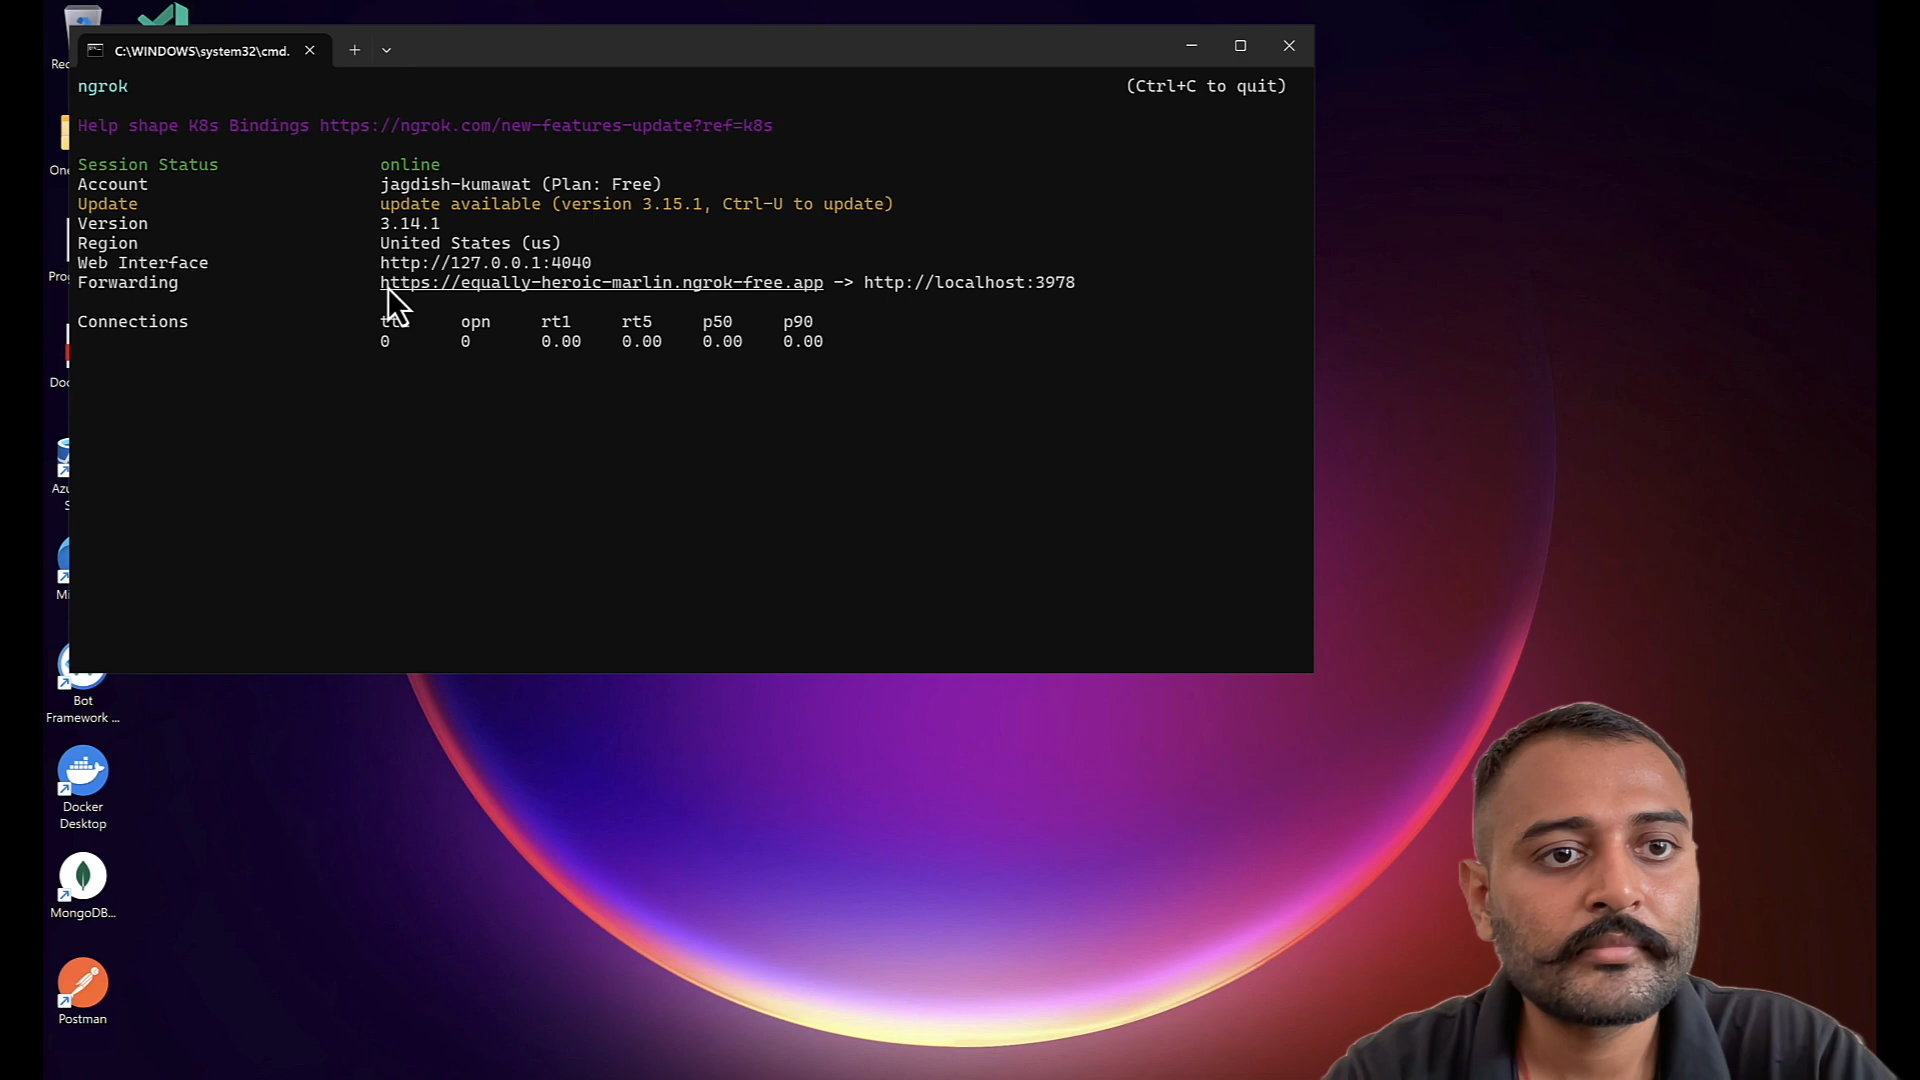 C:\WINDOWS\system32\cmd.
ngrok (Ctrl+C to quit)
Help shape K8s Bindings https://ngrok.com/new-features-update?ref=k8s
Session Status online
Account jagdish-kumawat (Plan: Free)
Update update available (version 3.15.1, Ctrl-U to update)
Version 3.14.1
Region United States (us)
Web Interface http://127.0.0.1:4040
Forwarding https://equally-heroic-marlin.ngrok-free.app -> http://localhost:3978
Connections opn rt1 rt5 p50 p90
0 0 0.00 0.00 0.00 0.00
Bot
Framework ...
Docker
Desktop
MongoDB...
Postman